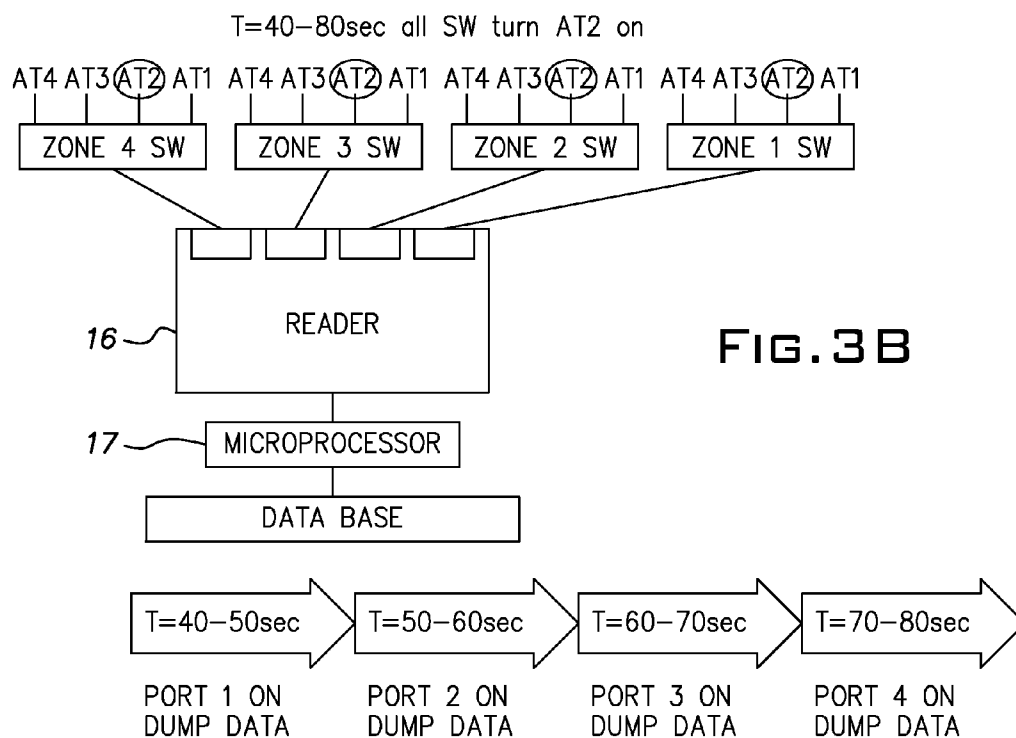 T=40-80sec all SW turn AT2 on
AT4 AT3 AT2 AT1 AT4 AT3 AT2 AT1 AT4 AT3 AT2 AT1 AT4 AT3 AT2 AT1
ZONE 4 SW ZONE 3 SW ZONE 2 SW ZONE 1 SW
READER
16
FIG. 3B
17
MICROPROCESSOR
DATA BASE
T=40-50sec T=50-60sec T=60-70sec T=70-80sec
PORT 1 ON PORT 2 ON PORT 3 ON PORT 4 ON
DUMP DATA DUMP DATA DUMP DATA DUMP DATA